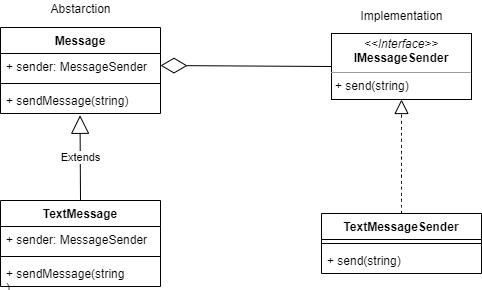 Abstarction
Implementation
Message
+ sender: MessageSender
+ sendMessage(string)
<<Interface>>
IMessageSender
+ send(string)
Extends
TextMessage
+ sender: MessageSender
+ sendMessage(string
)
TextMessageSender
+ send(string)